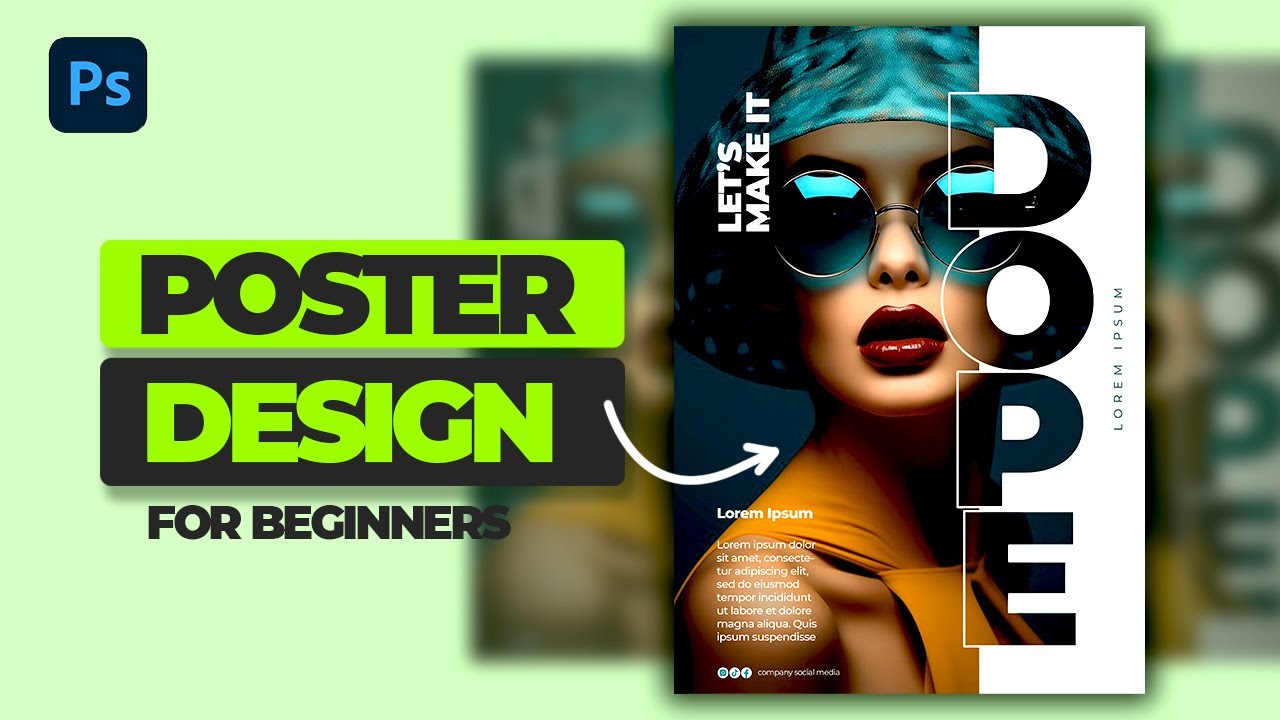 Ps
POSTER
DESIGN
FOR BEGINNERS
LET'S
MAKE IT
DOPE
LOREM IPSUM
Lorem Ipsum
Lorem ipsum dolor
sit amet, consecte-
tur adipiscing elit,
sed do eiusmod
tempor incididunt
ut labore et dolore
magna aliqua. Quis
ipsum suspendisse
company social media